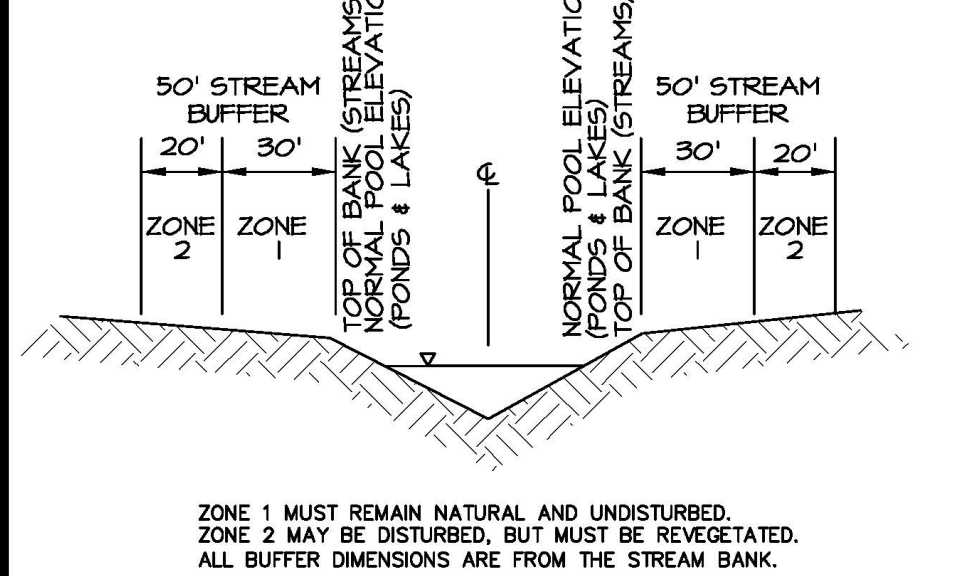 50' STREAM
BUFFER
20'
30'
ZONE
2
ZONE
1
TOP OF BANK (STREAMS
NORMAL POOL
(PONDS & LAKES)
℄
NORMAL POOL
(PONDS & LAKES)
TOP OF BANK (STREAMS
50' STREAM
BUFFER
30'
20'
ZONE
1
ZONE
2
ZONE 1 MUST REMAIN NATURAL AND UNDISTURBED.
ZONE 2 MAY BE DISTURBED, BUT MUST BE REVEGETATED.
ALL BUFFER DIMENSIONS ARE FROM THE STREAM BANK.